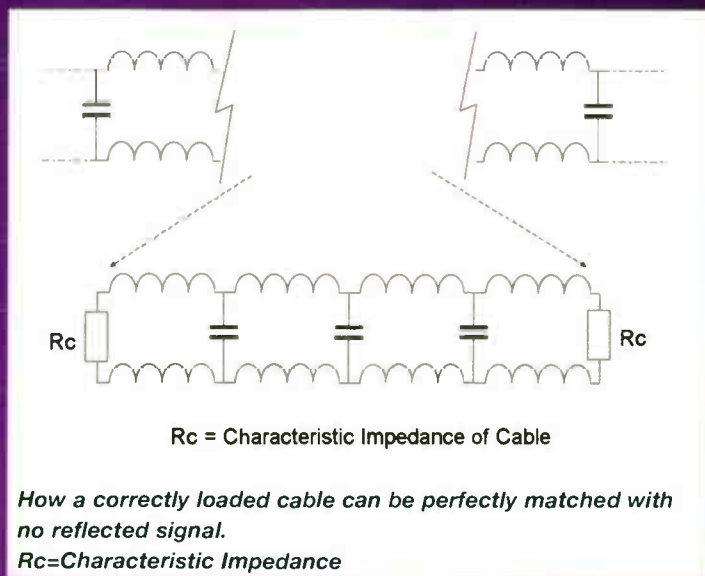 Rc
Rc
Rc = Characteristic Impedance of Cable
How a correctly loaded cable can be perfectly matched with
no reflected signal.
Rc=Characteristic Impedance